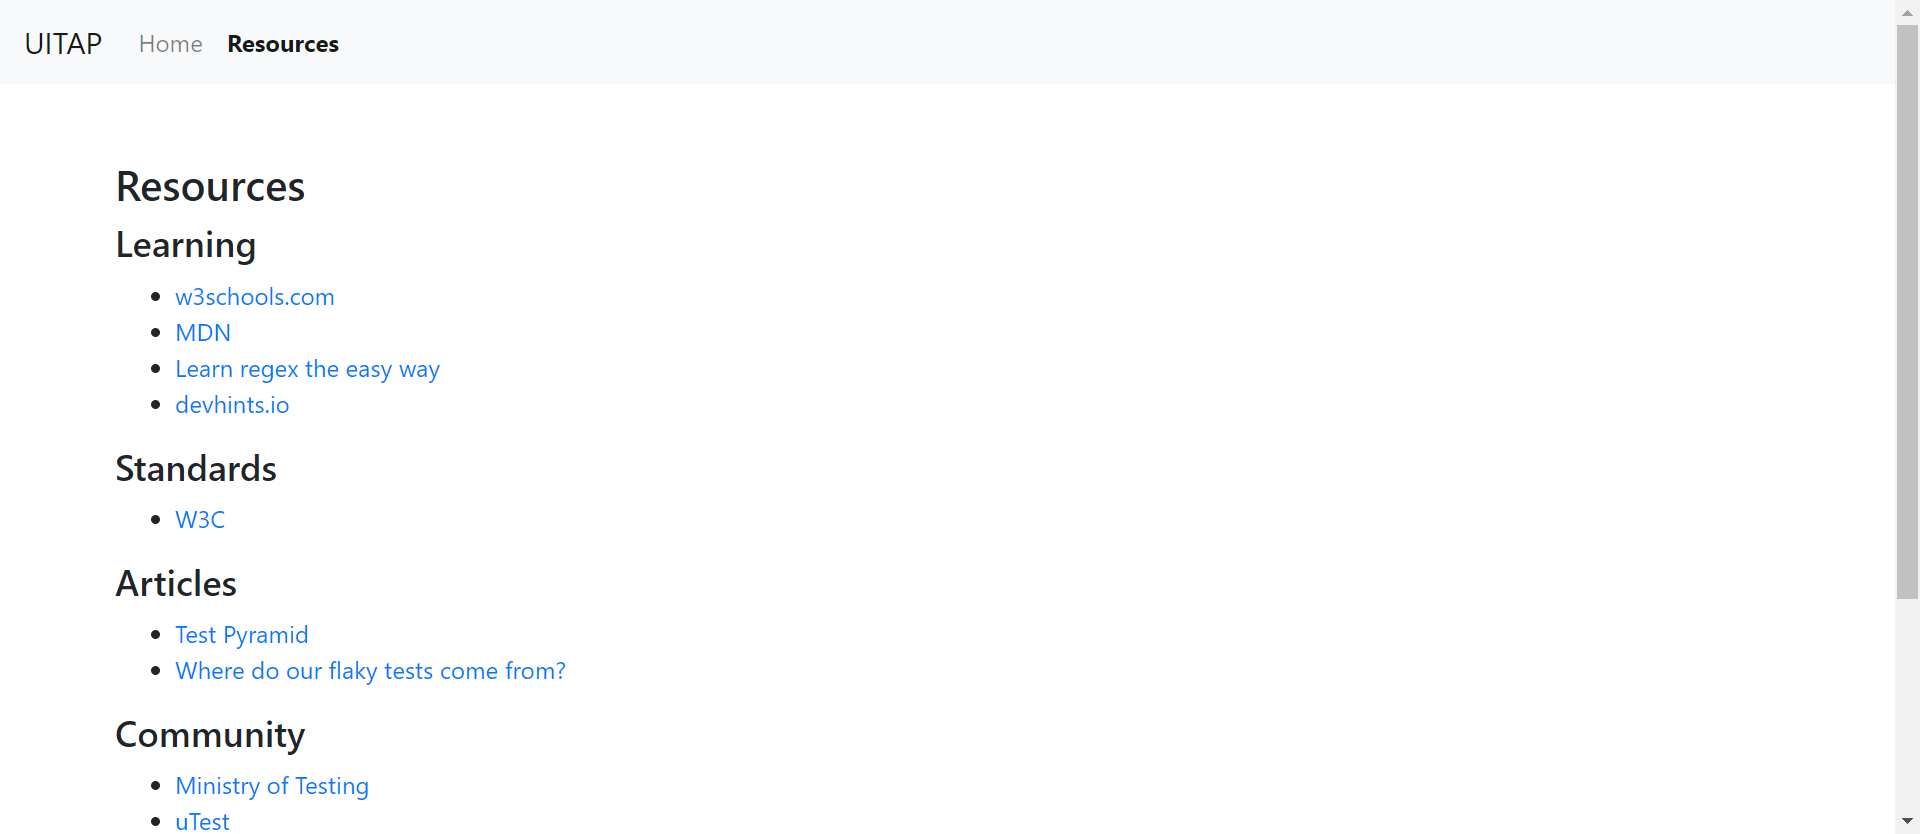 UITAP Home Resources
Resources
Learning
w3schools.com
MDN
Learn regex the easy way
devhints.io
Standards
W3C
Articles
Test Pyramid
Where do our flaky tests come from?
Community
Ministry of Testing
uTest